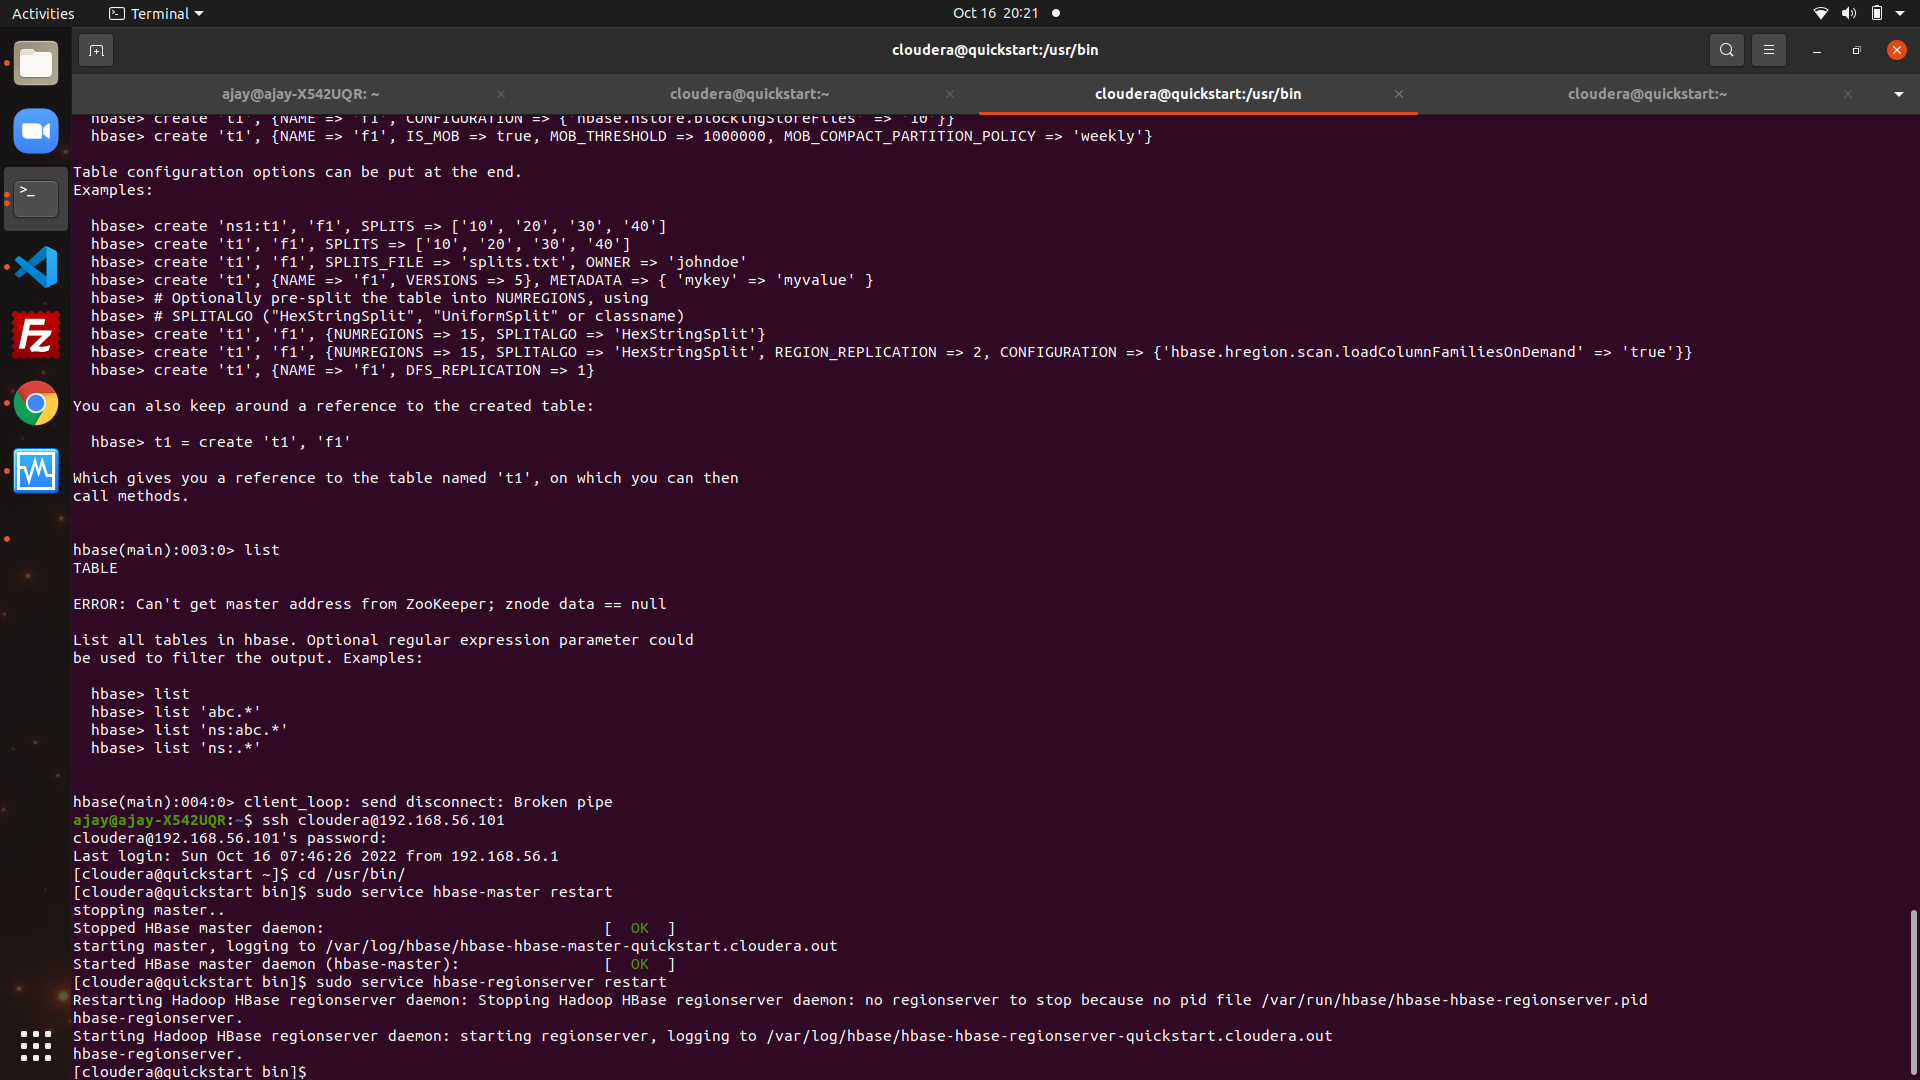 Activities
Terminal
Oct 16 20:21
cloudera@quickstart:/usr/bin
ajay@ajay-X542UQR: ~
cloudera@quickstart:~
cloudera@quickstart:/usr/bin
cloudera@quickstart:~
hbase> create 't1', {NAME => 'f1', CONFIGURATION => {'hbase.hstore.blockingStoreFiles' => '10'}}
hbase> create 't1', {NAME => 'f1', IS_MOB => true, MOB_THRESHOLD => 1000000, MOB_COMPACT_PARTITION_POLICY => 'weekly'}
Table configuration options can be put at the end.
Examples:
hbase> create 'ns1:t1', 'f1', SPLITS => ['10', '20', '30', '40']
hbase> create 't1', 'f1', SPLITS => ['10', '20', '30', '40']
hbase> create 't1', 'f1', SPLITS_FILE => 'splits.txt', OWNER => 'johndoe'
hbase> create 't1', {NAME => 'f1', VERSIONS => 5}, METADATA => { 'mykey' => 'myvalue' }
hbase> # Optionally pre-split the table into NUMREGIONS, using
hbase> # SPLITALGO ("HexStringSplit", "UniformSplit" or classname)
hbase> create 't1', 'f1', {NUMREGIONS => 15, SPLITALGO => 'HexStringSplit'}
hbase> create 't1', 'f1', {NUMREGIONS => 15, SPLITALGO => 'HexStringSplit', REGION_REPLICATION => 2, CONFIGURATION => {'hbase.hregion.scan.loadColumnFamiliesOnDemand' => 'true'}}
hbase> create 't1', {NAME => 'f1', DFS_REPLICATION => 1}
You can also keep around a reference to the created table:
hbase> t1 = create 't1', 'f1'
Which gives you a reference to the table named 't1', on which you can then
call methods.
hbase(main):003:0> list
TABLE
ERROR: Can't get master address from ZooKeeper; znode data == null
List all tables in hbase. Optional regular expression parameter could
be used to filter the output. Examples:
hbase> list
hbase> list 'abc.*'
hbase> list 'ns:abc.*'
hbase> list 'ns:.*'
hbase(main):004:0> client_loop: send disconnect: Broken pipe
ajay@ajay-X542UQR:~$ ssh cloudera@192.168.56.101
cloudera@192.168.56.101's password:
Last login: Sun Oct 16 07:46:26 2022 from 192.168.56.1
[cloudera@quickstart ~]$ cd /usr/bin/
[cloudera@quickstart bin]$ sudo service hbase-master restart
stopping master..
Stopped HBase master daemon: [ OK ]
starting master, logging to /var/log/hbase/hbase-hbase-master-quickstart.cloudera.out
Started HBase master daemon (hbase-master): [ OK ]
[cloudera@quickstart bin]$ sudo service hbase-regionserver restart
Restarting Hadoop HBase regionserver daemon: Stopping Hadoop HBase regionserver daemon: no regionserver to stop because no pid file /var/run/hbase/hbase-hbase-regionserver.pid
hbase-regionserver.
Starting Hadoop HBase regionserver daemon: starting regionserver, logging to /var/log/hbase/hbase-hbase-regionserver-quickstart.cloudera.out
hbase-regionserver.
[cloudera@quickstart bin]$